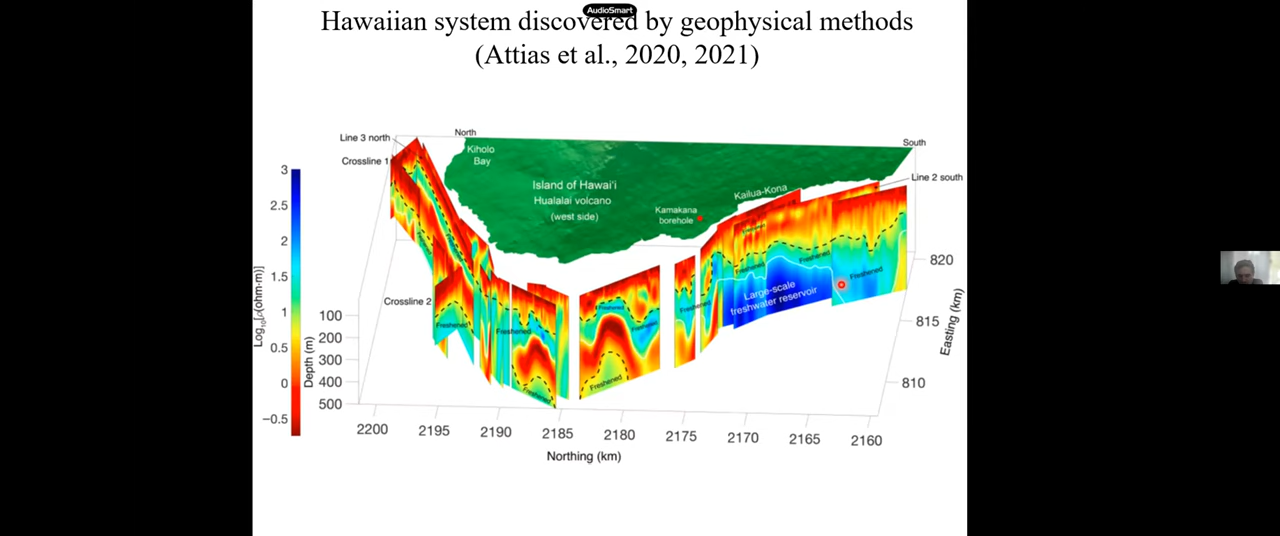 AudioSmart
Hawaiian system discovered by geophysical methods
(Attias et al., 2020, 2021)
Line 3 north
North
South
Crossline 1
Kiholo
Bay
Line 2 south
Island of Hawai'i
Hualalai volcano
(west side)
Kailua-Kona
Kamakana
borehole
3
2.5
2
1.5
1
0.5
0
−0.5
Log10[ρ(ohm-m)]
Crossline 2
Freshened
Freshened
Freshened
Freshened
Freshened
Freshened
Freshened
Freshened
Freshened
Large-scale
freshwater reservoir
820
815
810
Easting (km)
100
200
300
400
500
Depth (m)
2200
2195
2190
2185
2180
2175
2170
2165
2160
Northing (km)